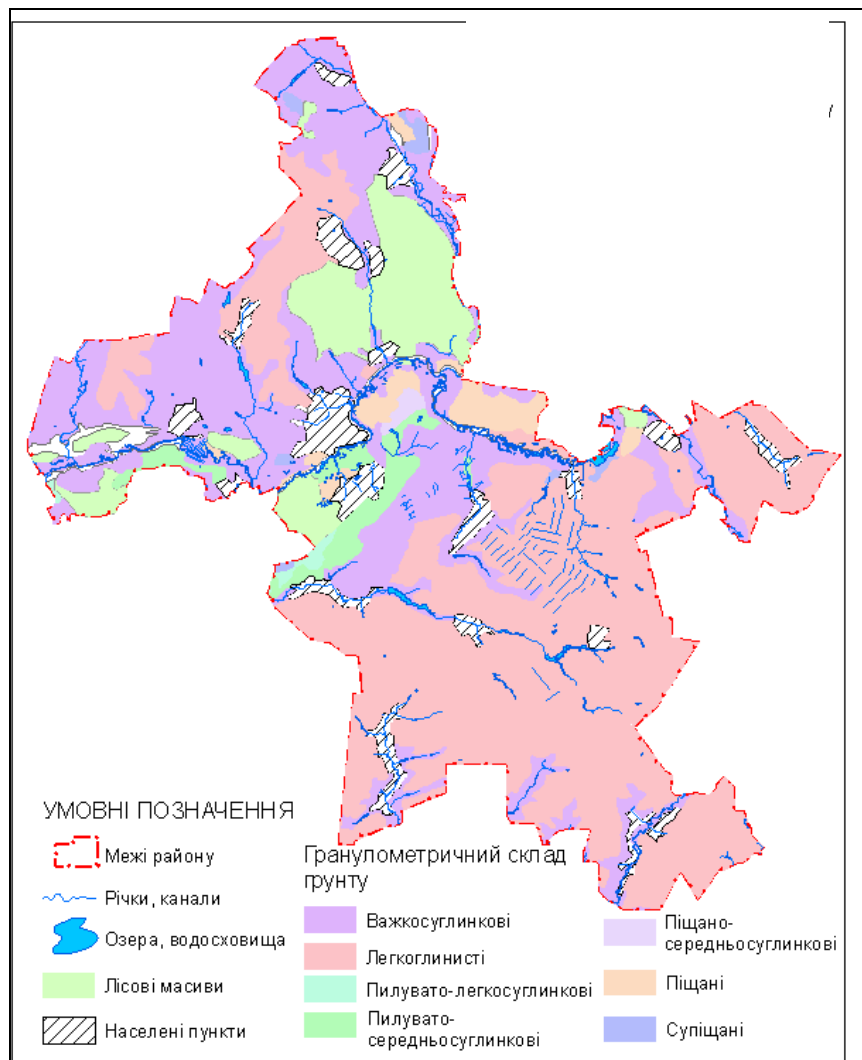 УМОВНІ ПОЗНАЧЕННЯ
Межі району
Річки, канали
Озера, водосховища
Лісові масиви
Населені пункти
Гранулометричний склад
грунту
Важкосуглинкові
Легкоглинисті
Пилувато-легкосуглинкові
Пилувато-
середньосуглинкові
Піщано-
середньосуглинкові
Піщані
Супіщані